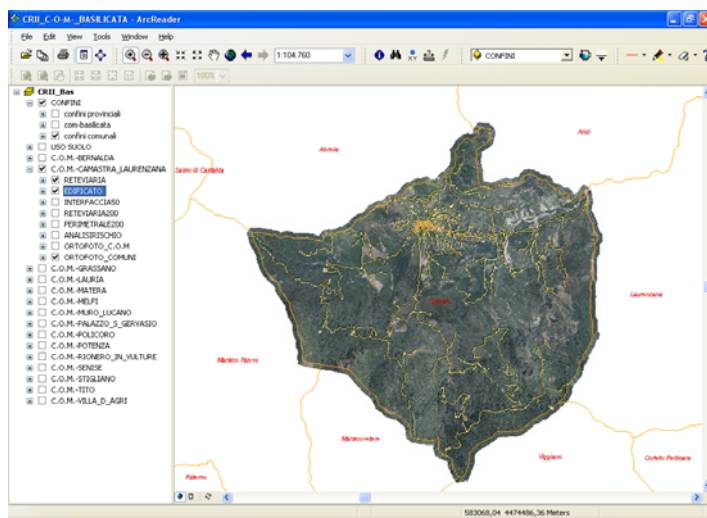 CRII_C-O-M-_BASILICATA - ArcReader
File Edit View Tools Window Help
1:104.760 CONFINI
100%
CRII_Bas
CONFINI
confini provinciali
com-basilicata
confini comunali
USO SUOLO
C.O.M.-BERNALDA
C.O.M.-CAMASTRA_LAURENZANA
RETEVIARIA
EDIFICATO
INTERFACCIA50
RETEVIARIA200
PERIMETRALE200
ANALISIRISCHIO
ORTOFOTO_C.O.M
ORTOFOTO_COMUNI
C.O.M.-GRASSANO
C.O.M.-LAURIA
C.O.M.-MATERA
C.O.M.-MELFI
C.O.M.-MURO_LUCANO
C.O.M.-PALAZZO_S_GERVASIO
C.O.M.-POLICORO
C.O.M.-POTENZA
C.O.M.-RIONERO_IN_VULTURE
C.O.M.-SENISE
C.O.M.-STIGLIANO
C.O.M.-TITO
C.O.M.-VILLA_D_AGRI
Anzi
Abriola
Sasso di Castalda
Laurenzana
Calvello
Marsico Nuovo
Marsicovetere
Viggiano
Corleto Perticara
Paterno
583068,04 4474486,36 Meters